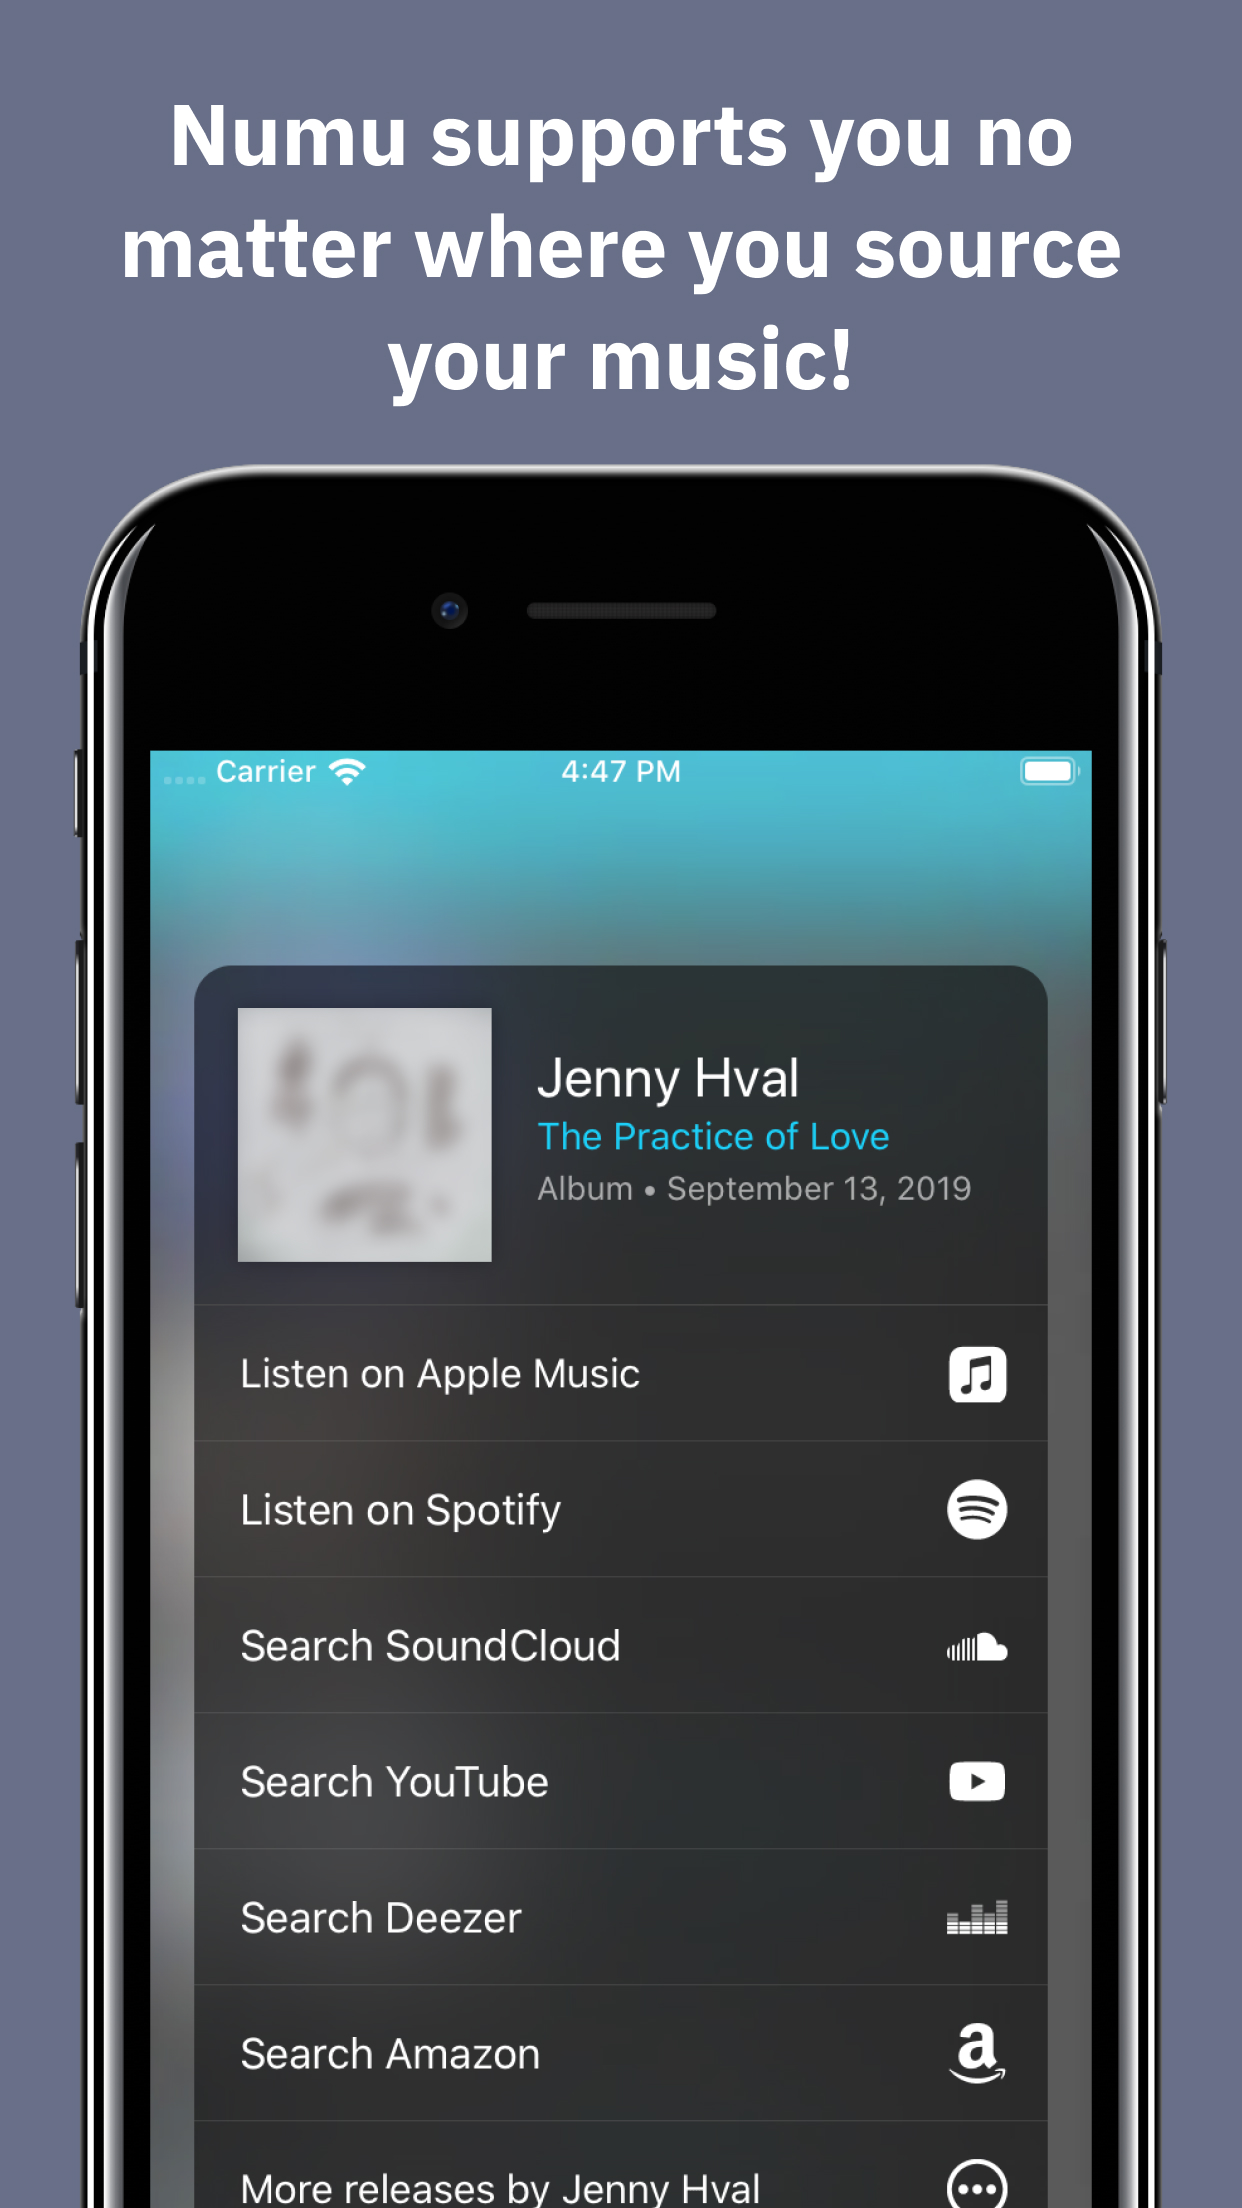 Numu supports you no
matter where you source
your music!
Carrier 4:47 PM
Jenny Hval
The Practice of Love
Album • September 13, 2019
Listen on Apple Music
Listen on Spotify
Search SoundCloud
Search YouTube
Search Deezer
Search Amazon
More releases by Jenny Hval